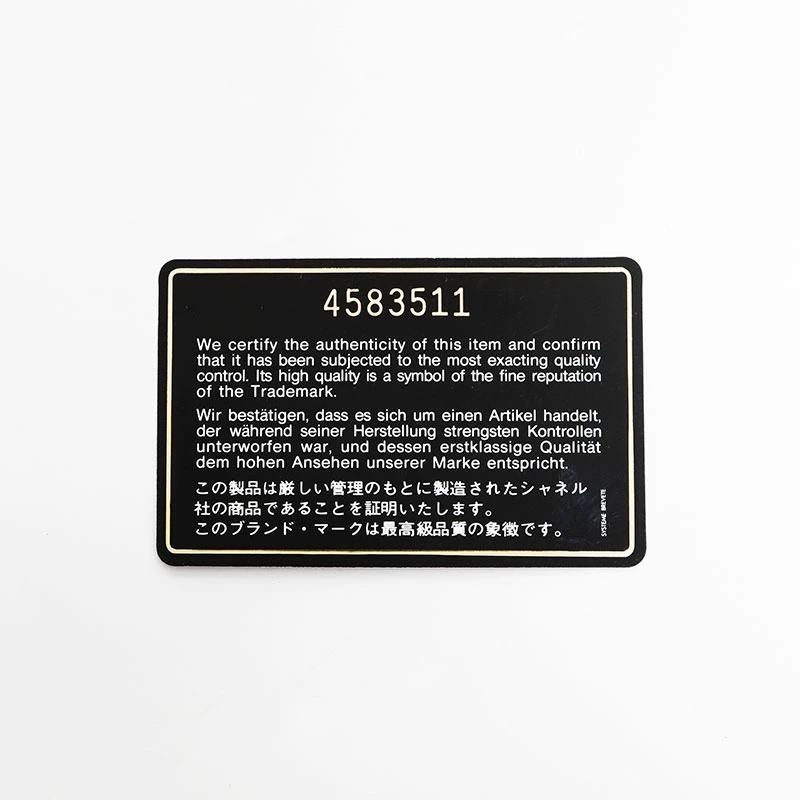 4583511
We certify the authenticity of this item and confirm
that it has been subjected to the most exacting quality
control. Its high quality is a symbol of the fine reputation
of the Trademark.
Wir bestätigen, dass es sich um einen Artikel handelt,
der während seiner Herstellung strengsten Kontrollen
unterworfen war, und dessen erstklassige Qualität
dem hohen Ansehen unserer Marke entspricht.
この製品は厳しい管理のもとに製造されたシャネル
社の商品であることを証明いたします。
このブランド・マークは最高級品質の象徴です。
SYSTEME BREVETE